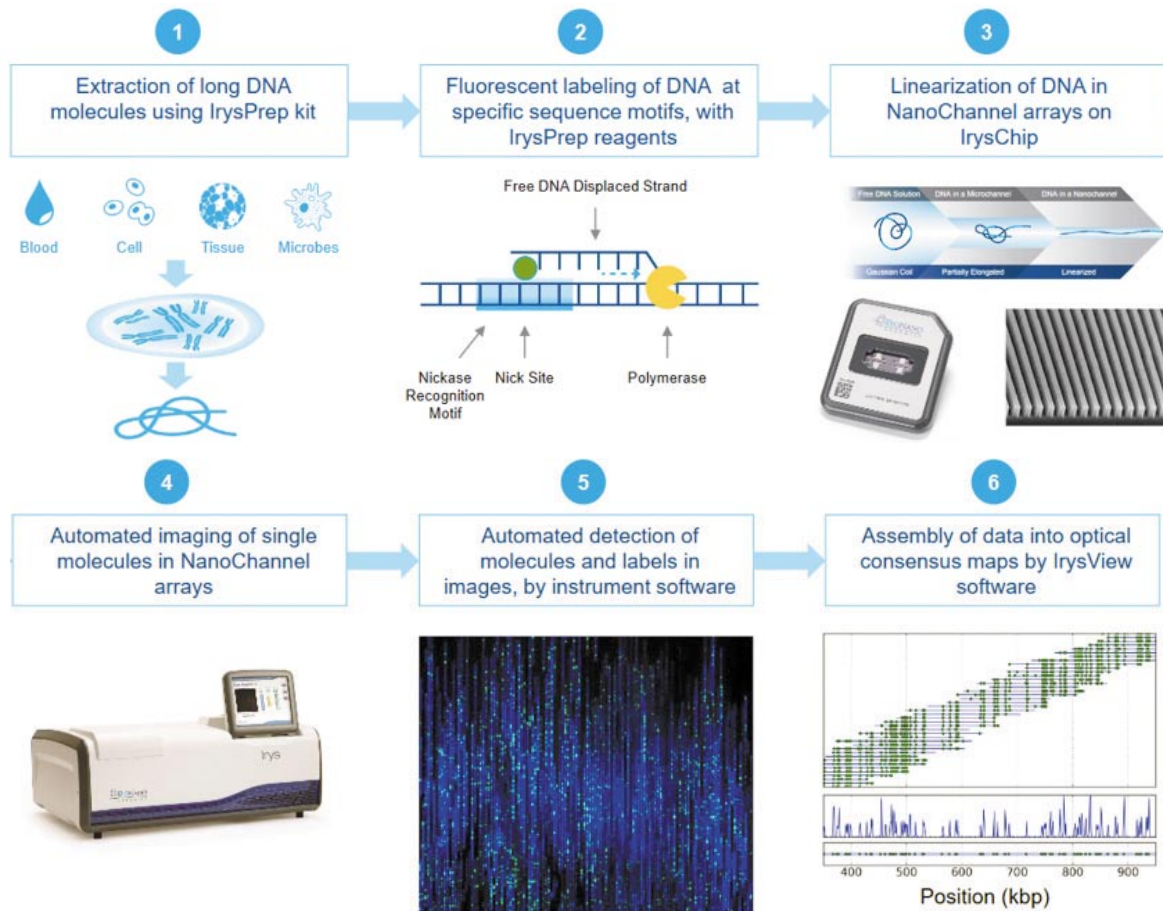 1
Extraction of long DNA
molecules using IrysPrep kit
2
Fluorescent labeling of DNA at
specific sequence motifs, with
IrysPrep reagents
3
Linearization of DNA in
NanoChannel arrays on
IrysChip
Blood
Cell
Tissue
Microbes
Free DNA Displaced Strand
Nickase
Recognition
Motif
Nick Site
Polymerase
Free DNA Solution
DNA in a Microchannel
DNA in a Nanochannel
Gaussian Coil
Partially Elongated
Linearized
4
Automated imaging of single
molecules in NanoChannel
arrays
5
Automated detection of
molecules and labels in
images, by instrument software
6
Assembly of data into optical
consensus maps by IrysView
software
Irys
400 500 600 700 800 900
Position (kbp)